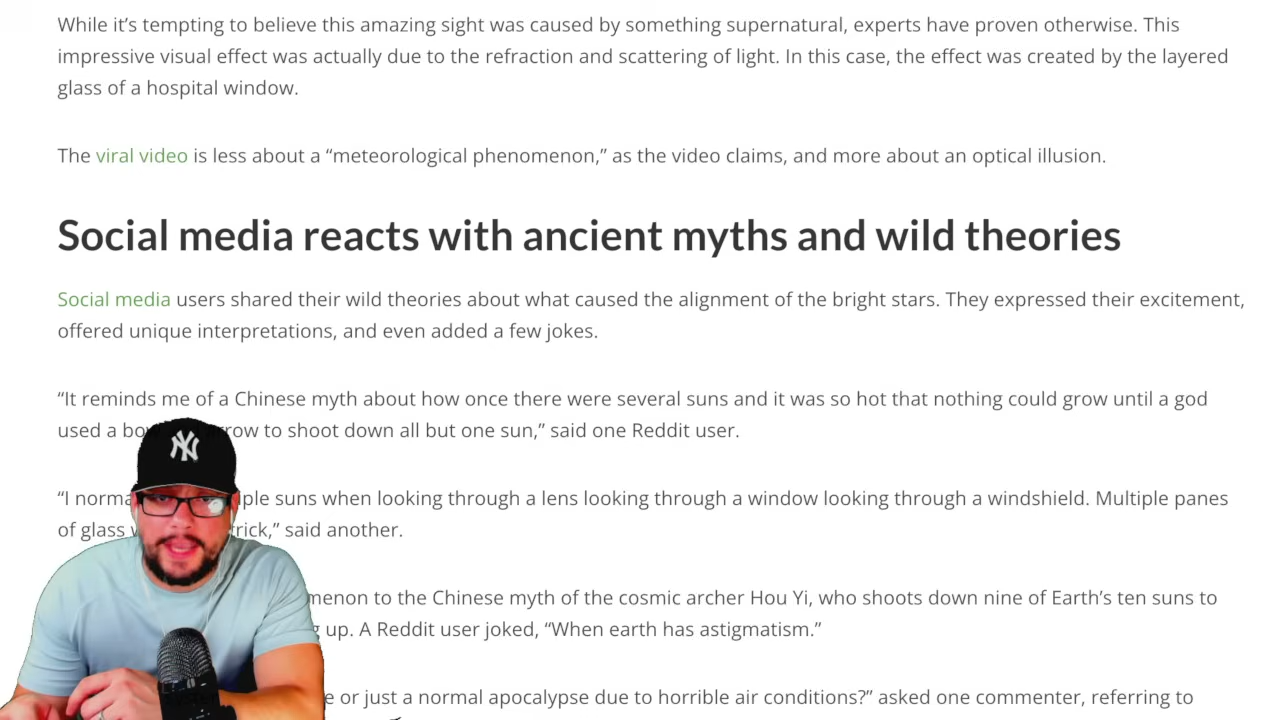 While it’s tempting to believe this amazing sight was caused by something supernatural, experts have proven otherwise. This
impressive visual effect was actually due to the refraction and scattering of light. In this case, the effect was created by the layered
glass of a hospital window.
The viral video is less about a “meteorological phenomenon,” as the video claims, and more about an optical illusion.
Social media reacts with ancient myths and wild theories
Social media users shared their wild theories about what caused the alignment of the bright stars. They expressed their excitement,
offered unique interpretations, and even added a few jokes.
“It reminds me of a Chinese myth about how once there were several suns and it was so hot that nothing could grow until a god
used a to shoot down all but one sun,” said one Reddit user.
“I suns when looking through a lens looking through a window looking through a windshield. Multiple panes
of glass said another.
to the Chinese myth of the cosmic archer Hou Yi, who shoots down nine of Earth’s ten suns to
up. A Reddit user joked, “When earth has astigmatism.”
or just a normal apocalypse due to horrible air conditions?” asked one commenter, referring to
NY